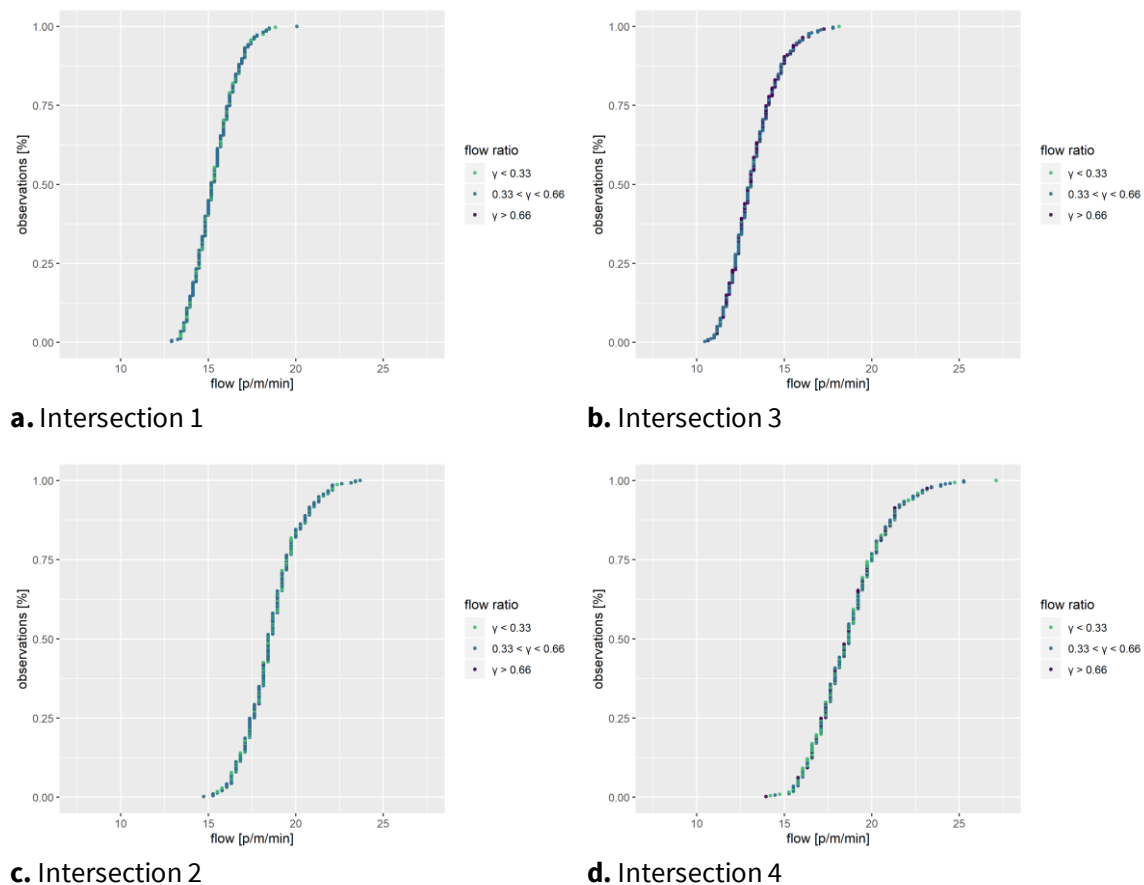 1.00
0.75
0.50
0.25
0.00
observations [%]
10 15 20 25
flow [p/m/min]
flow ratio
γ < 0.33
0.33 < γ < 0.66
γ > 0.66
a. Intersection 1
1.00
0.75
0.50
0.25
0.00
observations [%]
10 15 20 25
flow [p/m/min]
flow ratio
γ < 0.33
0.33 < γ < 0.66
γ > 0.66
b. Intersection 3
1.00
0.75
0.50
0.25
0.00
observations [%]
10 15 20 25
flow [p/m/min]
flow ratio
γ < 0.33
0.33 < γ < 0.66
γ > 0.66
c. Intersection 2
1.00
0.75
0.50
0.25
0.00
observations [%]
10 15 20 25
flow [p/m/min]
flow ratio
γ < 0.33
0.33 < γ < 0.66
γ > 0.66
d. Intersection 4